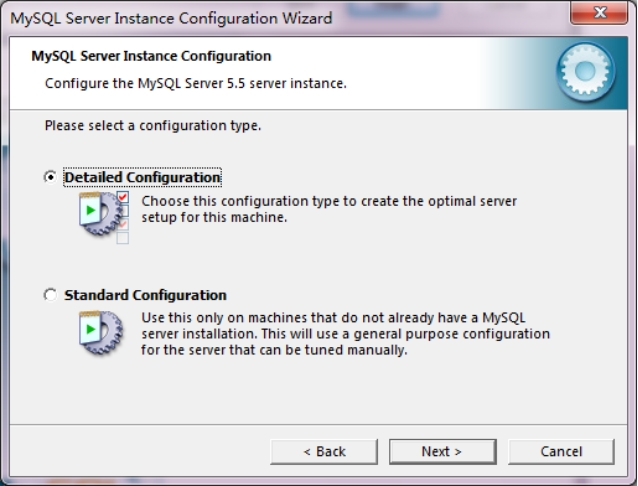 MySQL Server Instance Configuration Wizard
MySQL Server Instance Configuration
Configure the MySQL Server 5.5 server instance.
Please select a configuration type.
Detailed Configuration
Choose this configuration type to create the optimal server
setup for this machine.
Standard Configuration
Use this only on machines that do not already have a MySQL
server installation. This will use a general purpose configuration
for the server that can be tuned manually.
< Back
Next >
Cancel